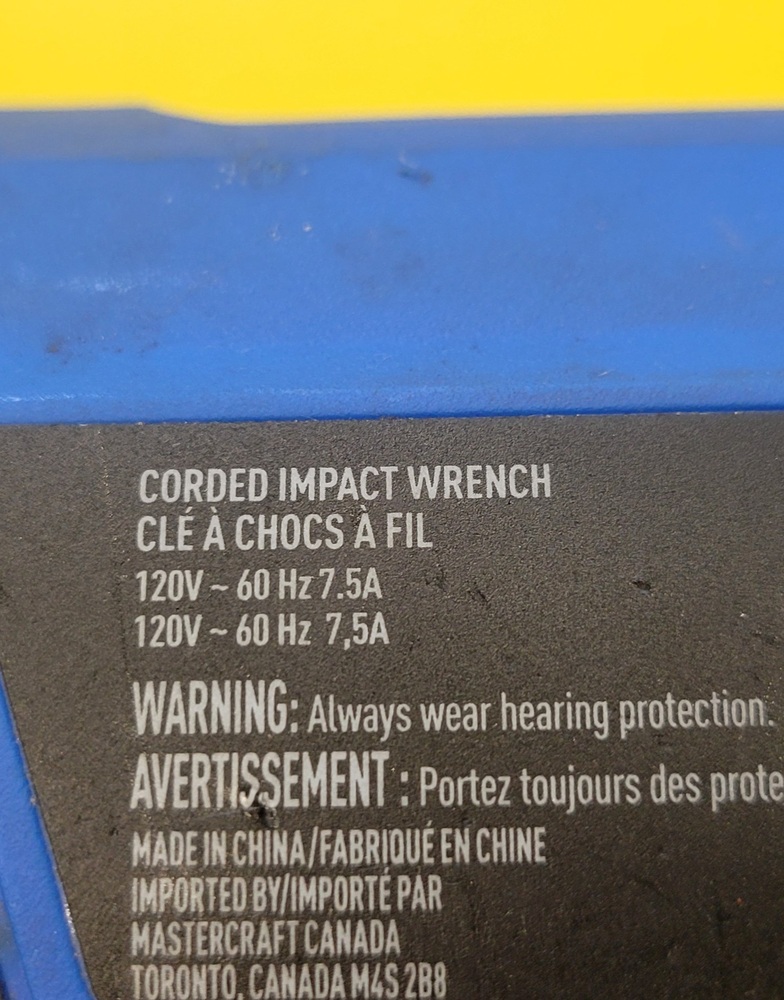 CORDED IMPACT WRENCH
CLÉ À CHOCS À FIL
120V ~ 60 Hz 7.5A
120V ~ 60 Hz 7,5A
WARNING: Always wear hearing protection.
AVERTISSEMENT : Portez toujours des prote
MADE IN CHINA/FABRIQUÉ EN CHINE
IMPORTED BY/IMPORTÉ PAR
MASTERCRAFT CANADA
TORONTO, CANADA M4S 2B8